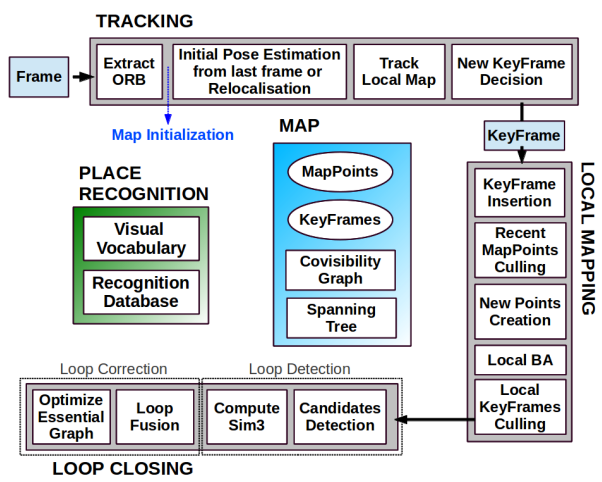 TRACKING
Frame
Extract
ORB
Initial Pose Estimation
from last frame or
Relocalisation
Track
Local Map
New KeyFrame
Decision
Map Initialization
KeyFrame
MAP
MapPoints
KeyFrames
Covisibility
Graph
Spanning
Tree
PLACE
RECOGNITION
Visual
Vocabulary
Recognition
Database
LOCAL MAPPING
KeyFrame
Insertion
Recent
MapPoints
Culling
New Points
Creation
Local BA
Local
KeyFrames
Culling
Loop Correction
Loop Detection
Optimize
Essential
Graph
Loop
Fusion
Compute
Sim3
Candidates
Detection
LOOP CLOSING